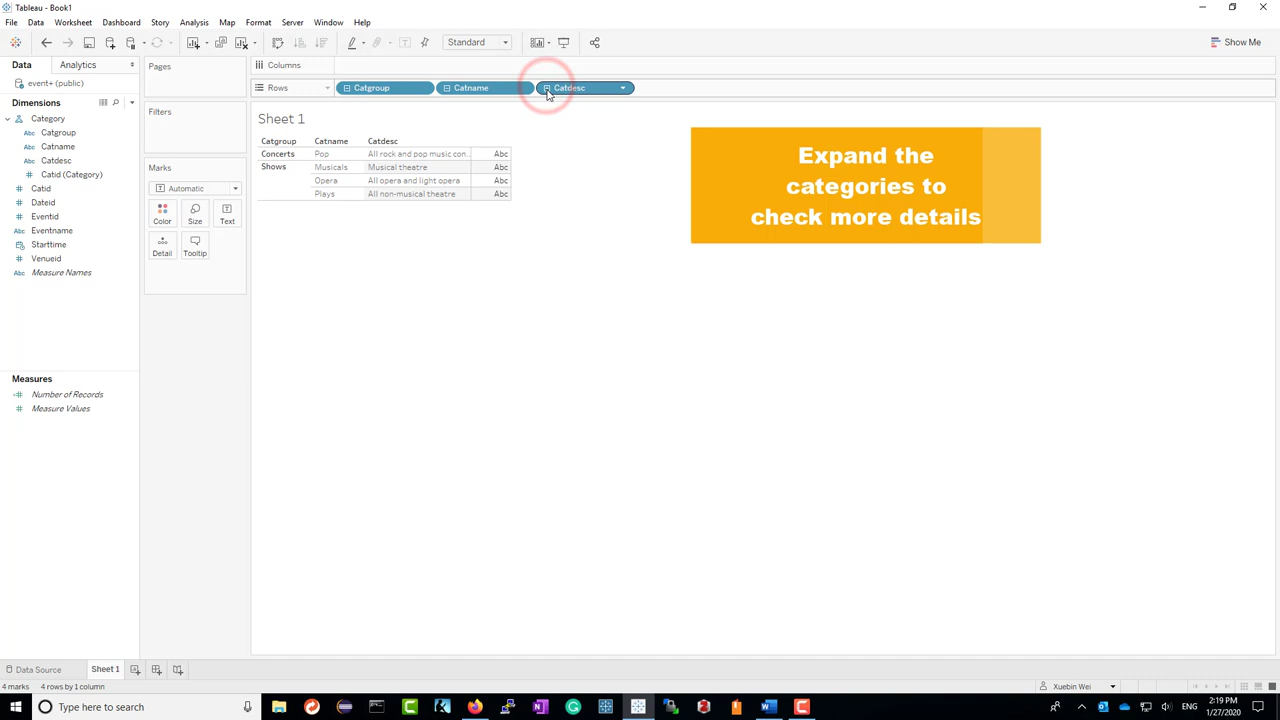 Tableau - Book1
File Data Worksheet Dashboard Story Analysis Map Format Server Window Help
Standard
Show Me
Data Analytics
event+ (public)
Dimensions
Category
Abc Catgroup
Abc Catname
Abc Catdesc
Catid (Category)
Catid
Dateid
Eventid
Abc Eventname
Starttime
Venueid
Abc Measure Names
Measures
Number of Records
Measure Values
Pages
Filters
Marks
Automatic
Color Size Text
Detail Tooltip
Columns
Rows Catgroup Catname Catdesc
Sheet 1
Catgroup Catname Catdesc
Concerts Pop All rock and pop music con.. Abc
Shows Musicals Musical theatre Abc
Opera All opera and light opera Abc
Plays All non-musical theatre Abc
Expand the
categories to
check more details
Data Source Sheet 1
4 marks 4 rows by 1 column
Xuebin Wei
Type here to search
ENG
2:19 PM
1/27/2020